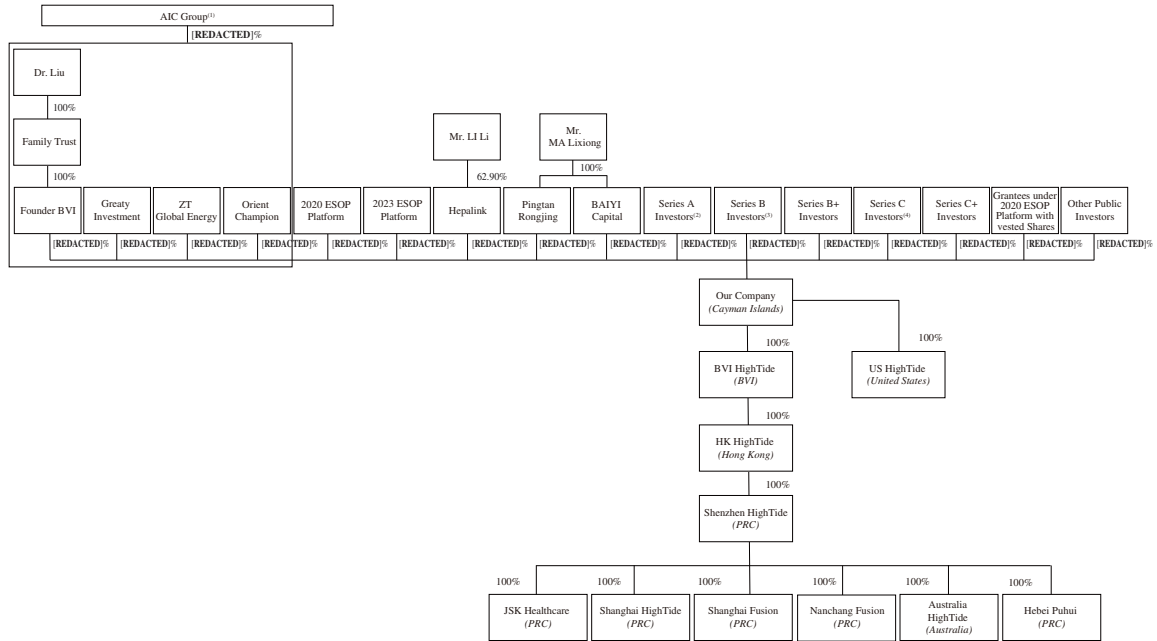 AIC Group(1)
[REDACTED]%
Dr. Liu
100%
Family Trust
100%
Mr. LI Li
62.90%
Mr.
MA Lixiong
100%
Founder BVI
Greaty
Investment
ZT
Global Energy
Orient
Champion
2020 ESOP
Platform
2023 ESOP
Platform
Hepalink
Pingtan
Rongjing
BAIYI
Capital
Series A
Investors(2)
Series B
Investors(3)
Series B+
Investors
Series C
Investors(4)
Series C+
Investors
Grantees under
2020 ESOP
Platform with
vested Shares
Other Public
Investors
[REDACTED]% [REDACTED]% [REDACTED]% [REDACTED]% [REDACTED]% [REDACTED]% [REDACTED]% [REDACTED]% [REDACTED]% [REDACTED]% [REDACTED]% [REDACTED]% [REDACTED]% [REDACTED]% [REDACTED]% [REDACTED]%
Our Company
(Cayman Islands)
100%
100%
BVI HighTide
(BVI)
US HighTide
(United States)
100%
HK HighTide
(Hong Kong)
100%
Shenzhen HighTide
(PRC)
100% 100% 100% 100% 100% 100%
JSK Healthcare
(PRC)
Shanghai HighTide
(PRC)
Shanghai Fusion
(PRC)
Nanchang Fusion
(PRC)
Australia
HighTide
(Australia)
Hebei Puhui
(PRC)